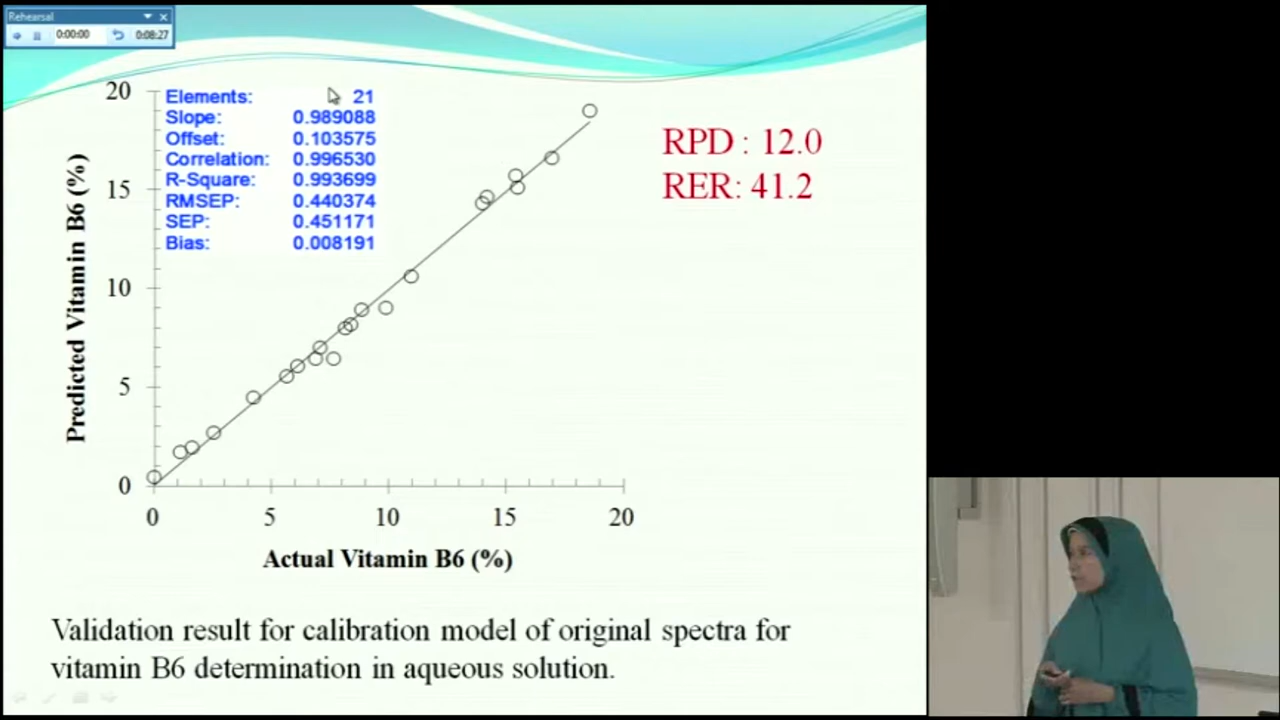 Rehearsal
0:00:00 0:08:27
20
Elements: 21
Slope: 0.989088
Offset: 0.103575
Correlation: 0.996530
R-Square: 0.993699
RMSEP: 0.440374
SEP: 0.451171
Bias: 0.008191
RPD : 12.0
RER: 41.2
Predicted Vitamin B6 (%)
15
10
5
0
0 5 10 15 20
Actual Vitamin B6 (%)
Validation result for calibration model of original spectra for
vitamin B6 determination in aqueous solution.